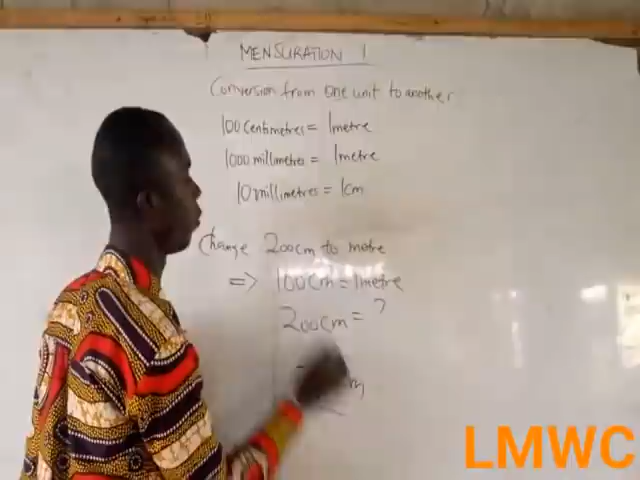 MENSURATION 1
Conversion from one unit to another
100 Centimetres = 1metre
1000 millimetres = 1metre
10 millimetres = 1cm
Change 200cm to metre
=> 100cm = 1metre
200cm = ?
m
LMWC